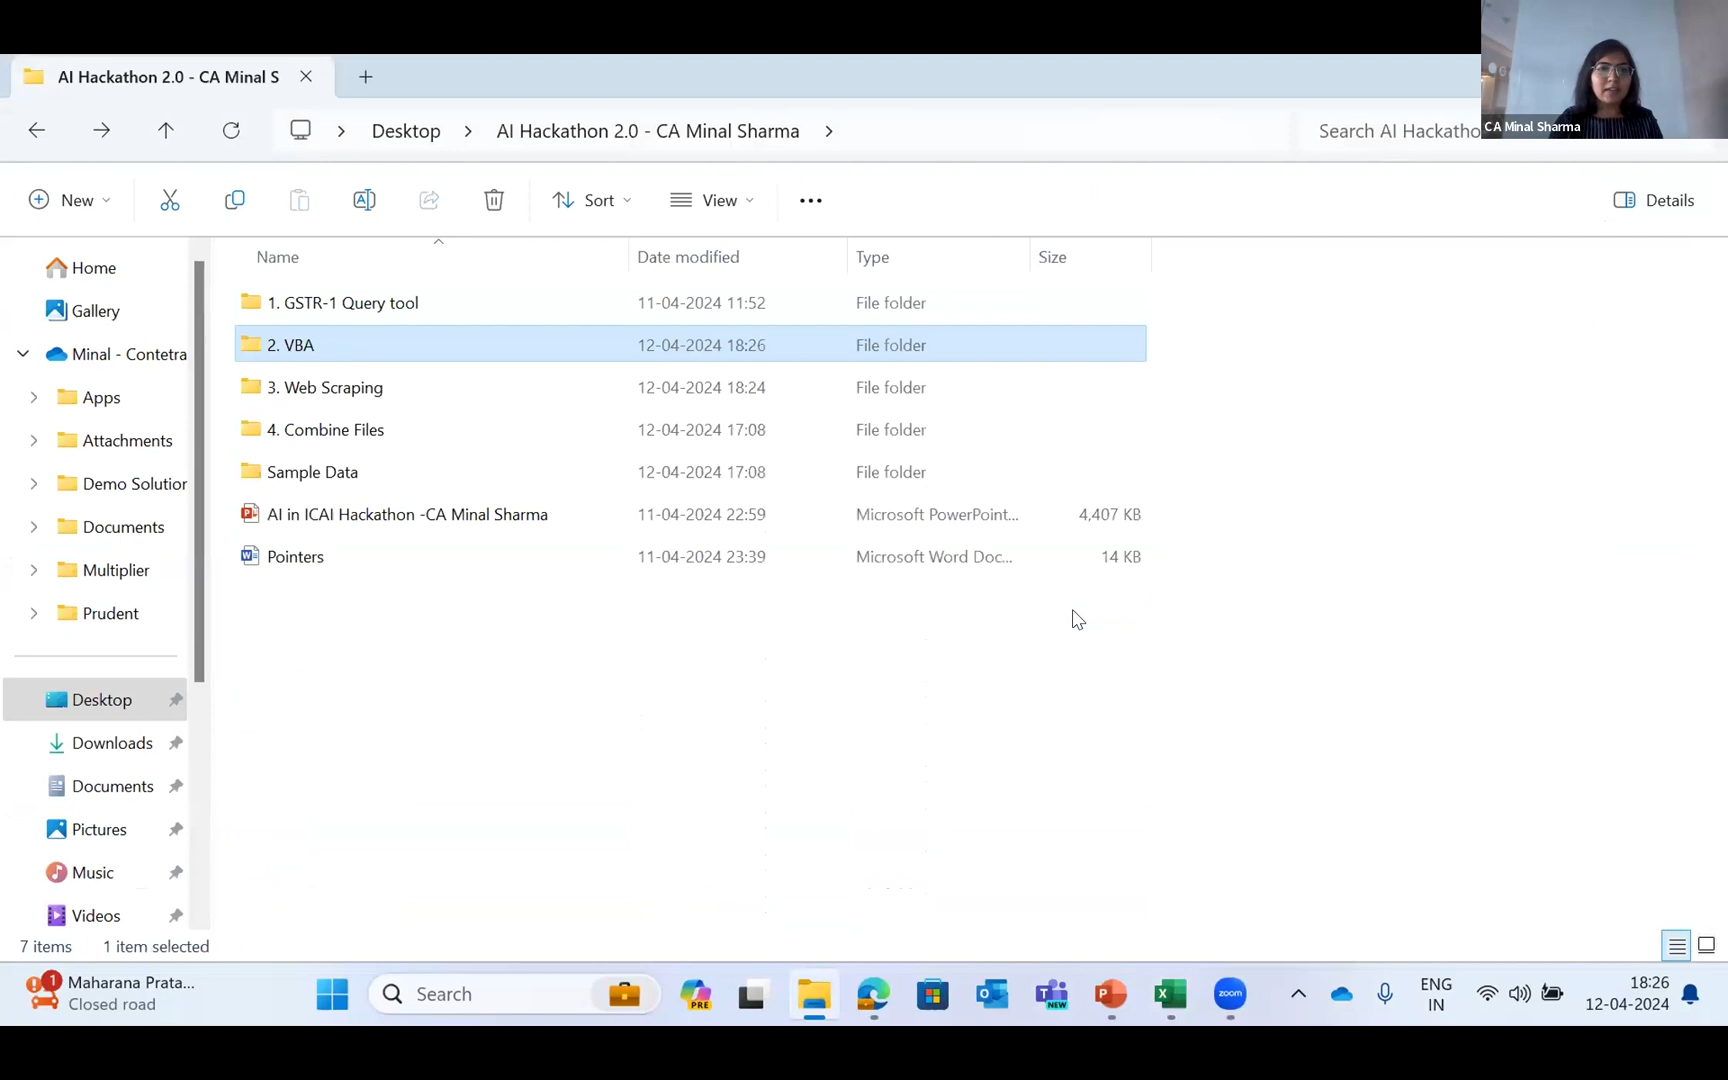 AI Hackathon 2.0 - CA Minal S
Desktop > AI Hackathon 2.0 - CA Minal Sharma >
Search AI Hackatho
CA Minal Sharma
New
Sort
View
Details
Name Date modified Type Size
1. GSTR-1 Query tool 11-04-2024 11:52 File folder
2. VBA 12-04-2024 18:26 File folder
3. Web Scraping 12-04-2024 18:24 File folder
4. Combine Files 12-04-2024 17:08 File folder
Sample Data 12-04-2024 17:08 File folder
AI in ICAI Hackathon -CA Minal Sharma 11-04-2024 22:59 Microsoft PowerPoint... 4,407 KB
Pointers 11-04-2024 23:39 Microsoft Word Doc... 14 KB
Home
Gallery
Minal - Contetra
Apps
Attachments
Demo Solution
Documents
Multiplier
Prudent
Desktop
Downloads
Documents
Pictures
Music
Videos
7 items 1 item selected
1 Maharana Prata...
Closed road
Search
PRE
NEW
zoom
ENG
IN
18:26
12-04-2024